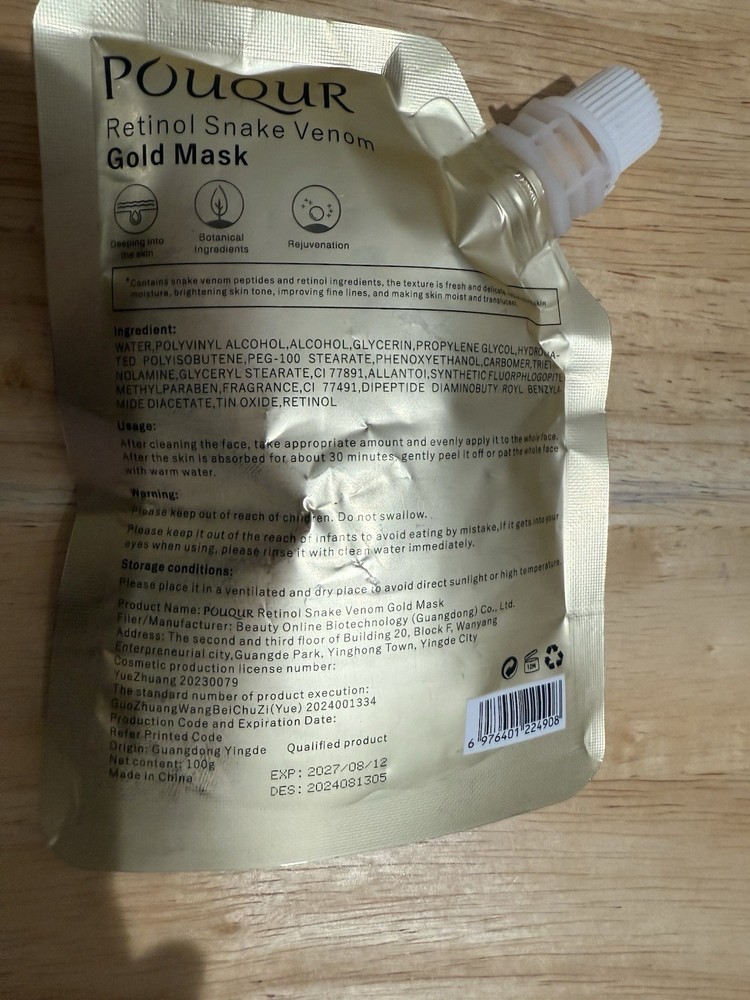 POUQUR
Retinol Snake Venom
Gold Mask
Deeping into
the skin
Botanical
Ingredients
Rejuvenation
*Contains snake venom peptides and retinol ingredients, the texture is fresh and delicate, skin
moisture, brightening skin tone, improving fine lines, and making skin moist and translucent.
Ingredient:
WATER,POLYVINYL ALCOHOL,ALCOHOL,GLYCERIN,PROPYLENE GLYCOL,HYDROGENA-
TED POLYISOBUTENE,PEG-100 STEARATE,PHENOXYETHANOL,CARBOMER,TRIETHA-
NOLAMINE,GLYCERYL STEARATE,CI 77891,ALLANTOI,SYNTHETIC FLUORPHLOGOPITE
METHYLPARABEN,FRAGRANCE,CI 77491,DIPEPTIDE DIAMINOBUTY ROYL BENZYLA-
MIDE DIACETATE,TIN OXIDE,RETINOL
Usage:
After cleaning the face, take appropriate amount and evenly apply it to the whole face.
After the skin is absorbed for about 30 minutes, gently peel it off or pat the whole face
with warm water.
Warning:
Please keep out of reach of children. Do not swallow.
Please keep it out of the reach of infants to avoid eating by mistake,If it gets into your
eyes when using, please rinse it with clean water immediately.
Storage conditions:
Please place it in a ventilated and dry place to avoid direct sunlight or high temperature.
Product Name: POUQUR Retinol Snake Venom Gold Mask
Filer/Manufacturer: Beauty Online Biotechnology (Guangdong) Co., Ltd.
Address: The second and third floor of Building 20, Block F, Wanyang
Enterpreneurial city,Guangde Park, Yinghong Town, Yingde City
Cosmetic production license number:
YueZhuang 20230079
The standard number of product execution:
GuoZhuangWangBeiChuZi(Yue) 2024001334
Production Code and Expiration Date:
Refer Printed Code
Origin: Guangdong Yingde
Qualified product
Net content: 100g
Made in China
EXP: 2027/08/12
DES: 2024081305
12M
6 976401 224908